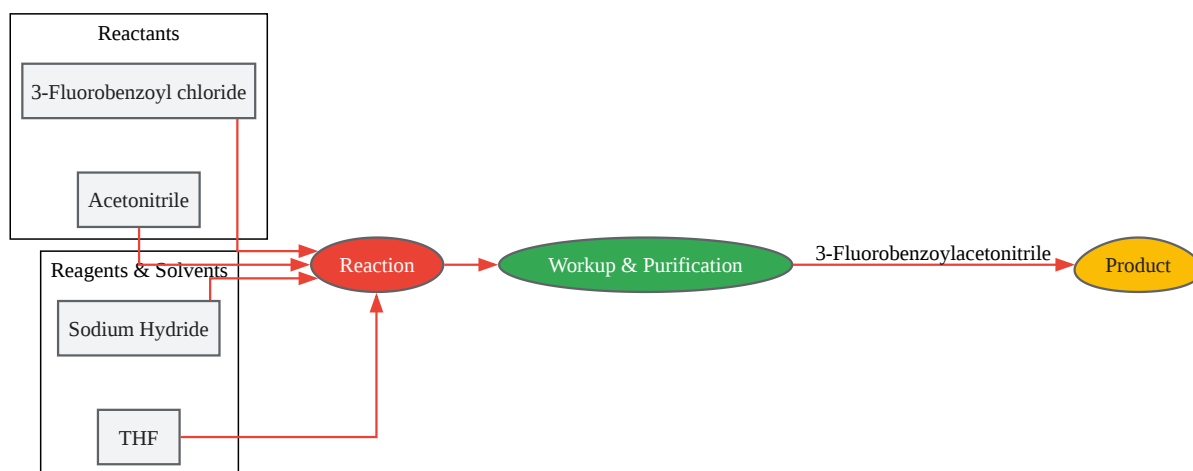 Reactants
3-Fluorobenzoyl chloride
Acetonitrile
Reagents & Solvents
Sodium Hydride
THF
Reaction
Workup & Purification
3-Fluorobenzoylacetonitrile
Product